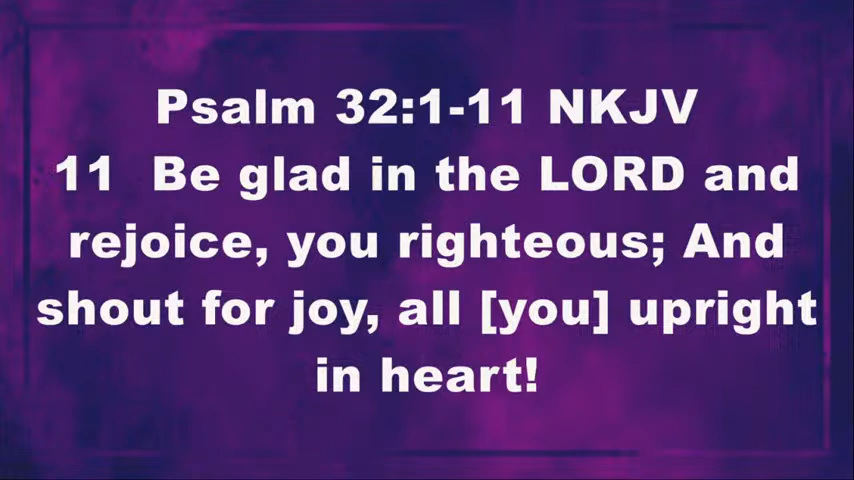 Psalm 32:1-11 NKJV
11 Be glad in the LORD and
rejoice, you righteous; And
shout for joy, all [you] upright
in heart!